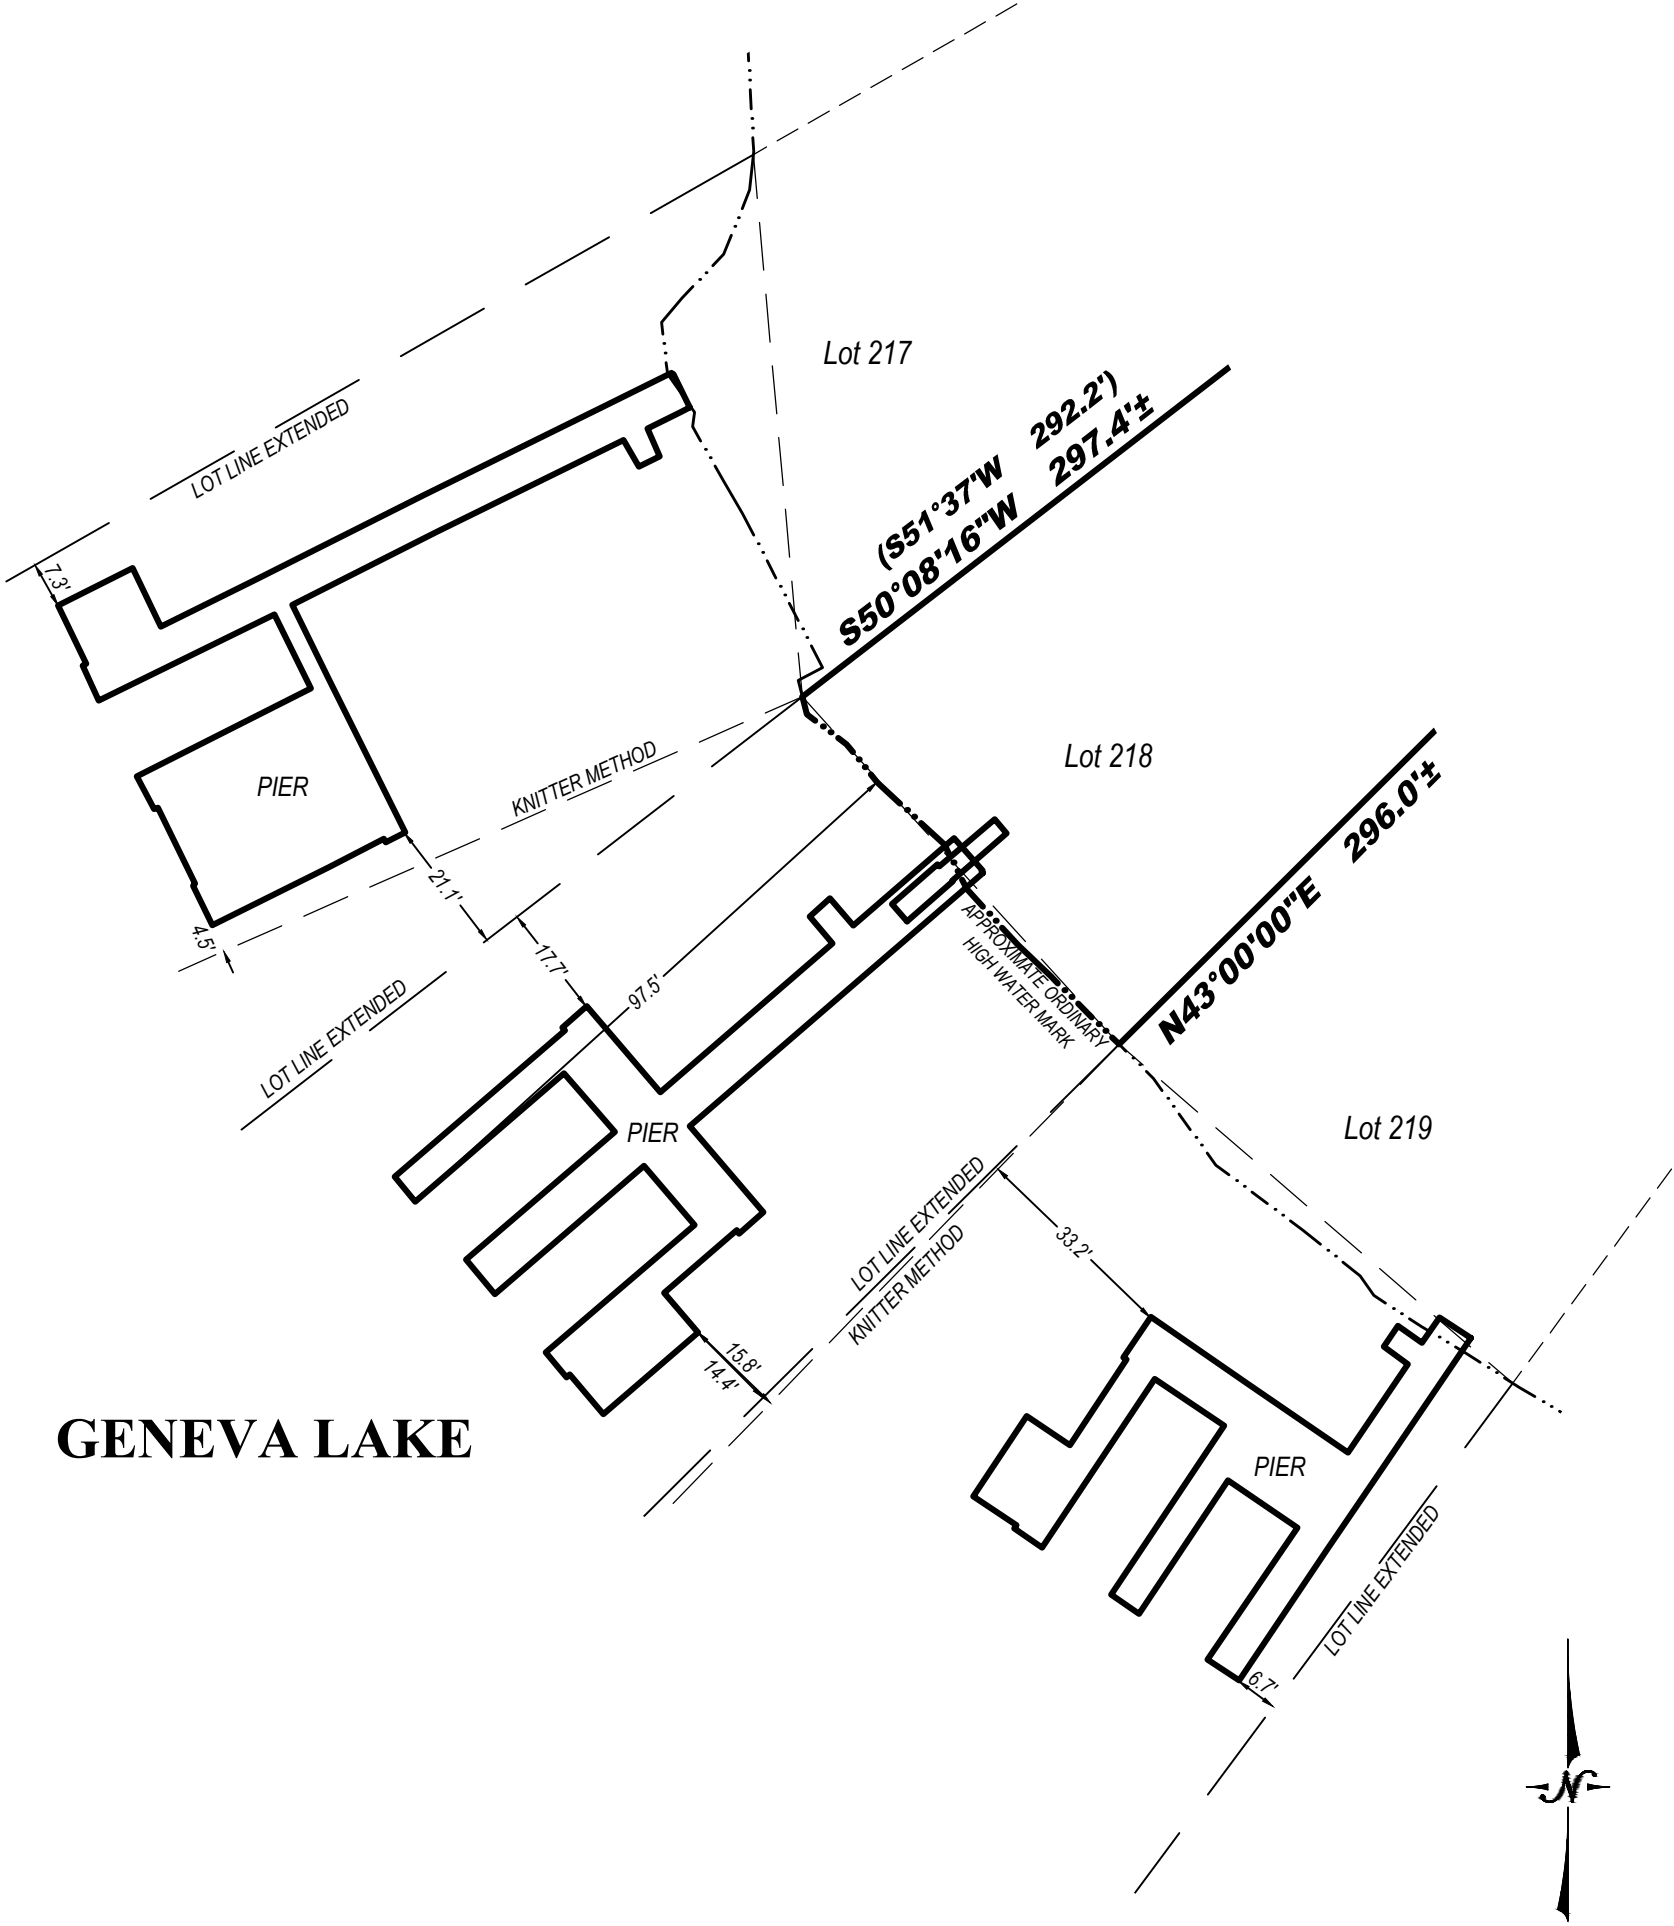 Lot 217
(S51°37'W 292.2')
S50°08'16"W 297.4'±
LOT LINE EXTENDED
7.3'
PIER
KNITTER METHOD
Lot 218
21.1'
4.5'
17.7'
97.5'
LOT LINE EXTENDED
APPROXIMATE ORDINARY
HIGH WATER MARK
N43°00'00"E 296.0'±
PIER
Lot 219
LOT LINE EXTENDED
KNITTER METHOD
33.2'
15.8'
14.4'
GENEVA LAKE
PIER
LOT LINE EXTENDED
6.7'
N